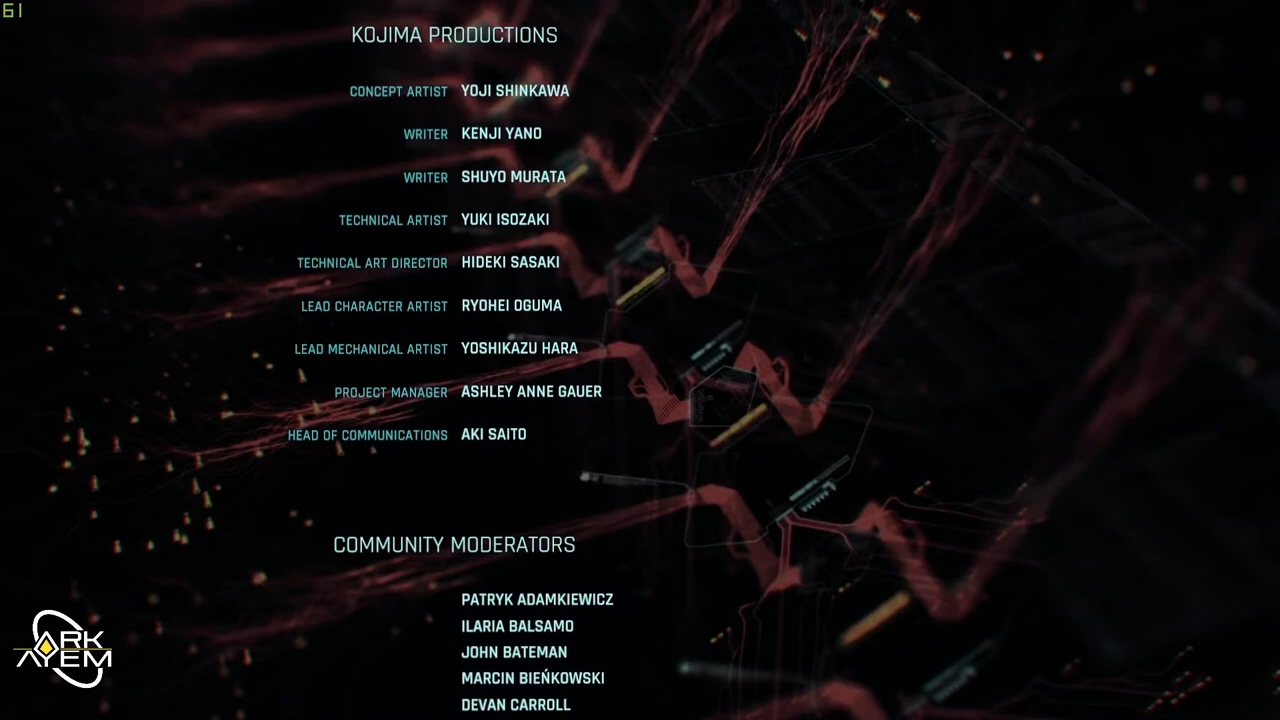 61
KOJIMA PRODUCTIONS
CONCEPT ARTIST YOJI SHINKAWA
WRITER KENJI YANO
WRITER SHUYO MURATA
TECHNICAL ARTIST YUKI ISOZAKI
TECHNICAL ART DIRECTOR HIDEKI SASAKI
LEAD CHARACTER ARTIST RYOHEI OGUMA
LEAD MECHANICAL ARTIST YOSHIKAZU HARA
PROJECT MANAGER ASHLEY ANNE GAUER
HEAD OF COMMUNICATIONS AKI SAITO
COMMUNITY MODERATORS
PATRYK ADAMKIEWICZ
ILARIA BALSAMO
JOHN BATEMAN
MARCIN BIEŃKOWSKI
DEVAN CARROLL
ARK
AYEM